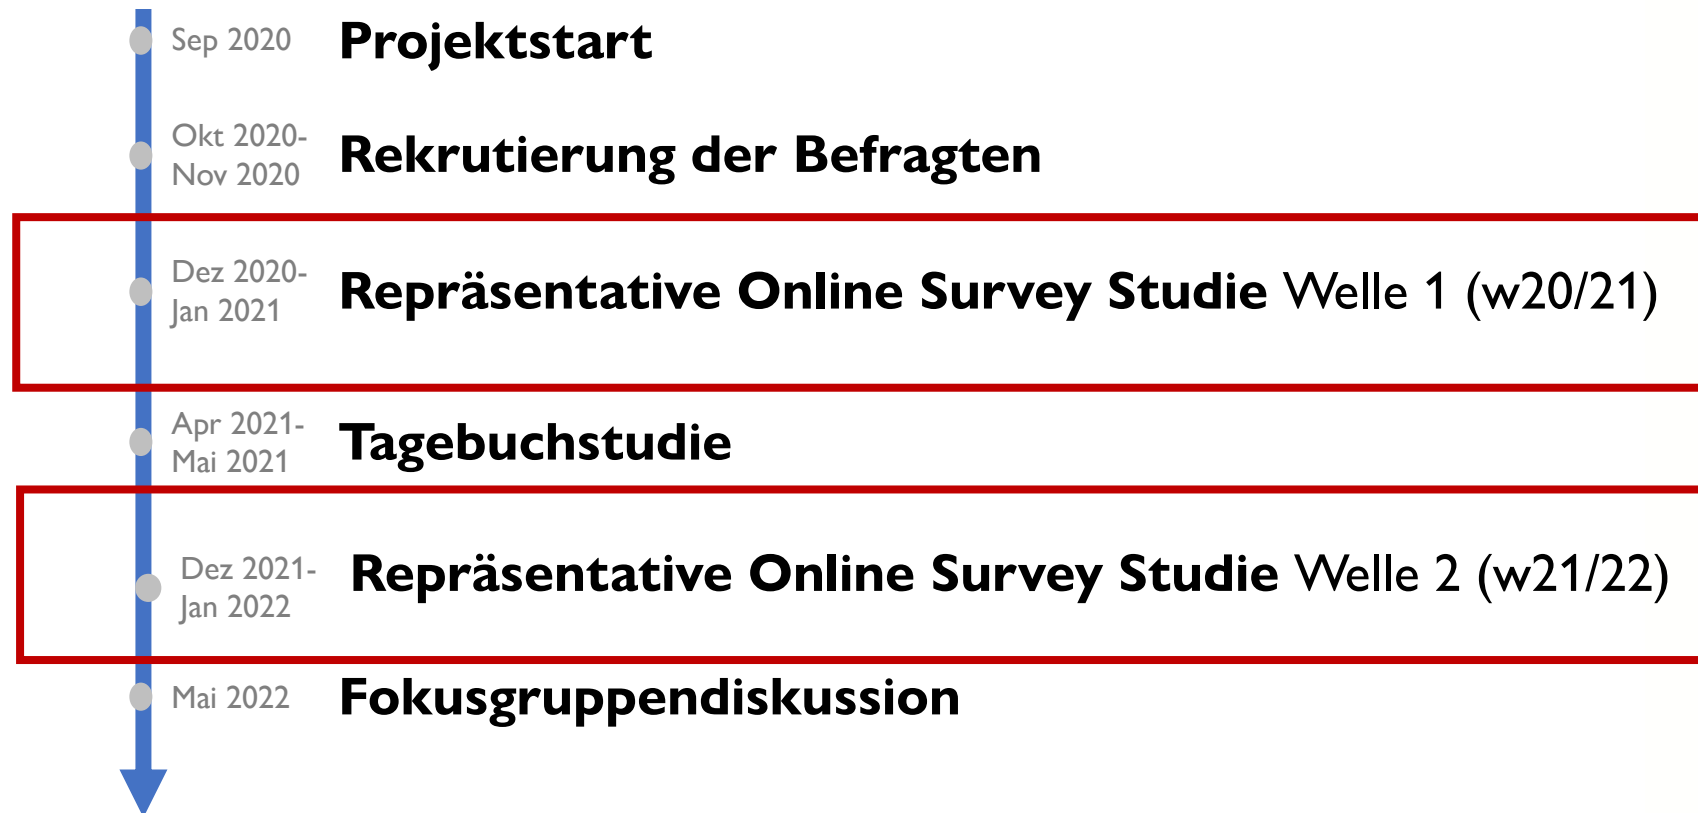 Sep 2020 Projektstart
Okt 2020-
Nov 2020
Rekrutierung der Befragten
Dez 2020-
Jan 2021
Repräsentative Online Survey Studie Welle 1 (w20/21)
Apr 2021-
Mai 2021
Tagebuchstudie
Dez 2021-
Jan 2022
Repräsentative Online Survey Studie Welle 2 (w21/22)
Mai 2022 Fokusgruppendiskussion